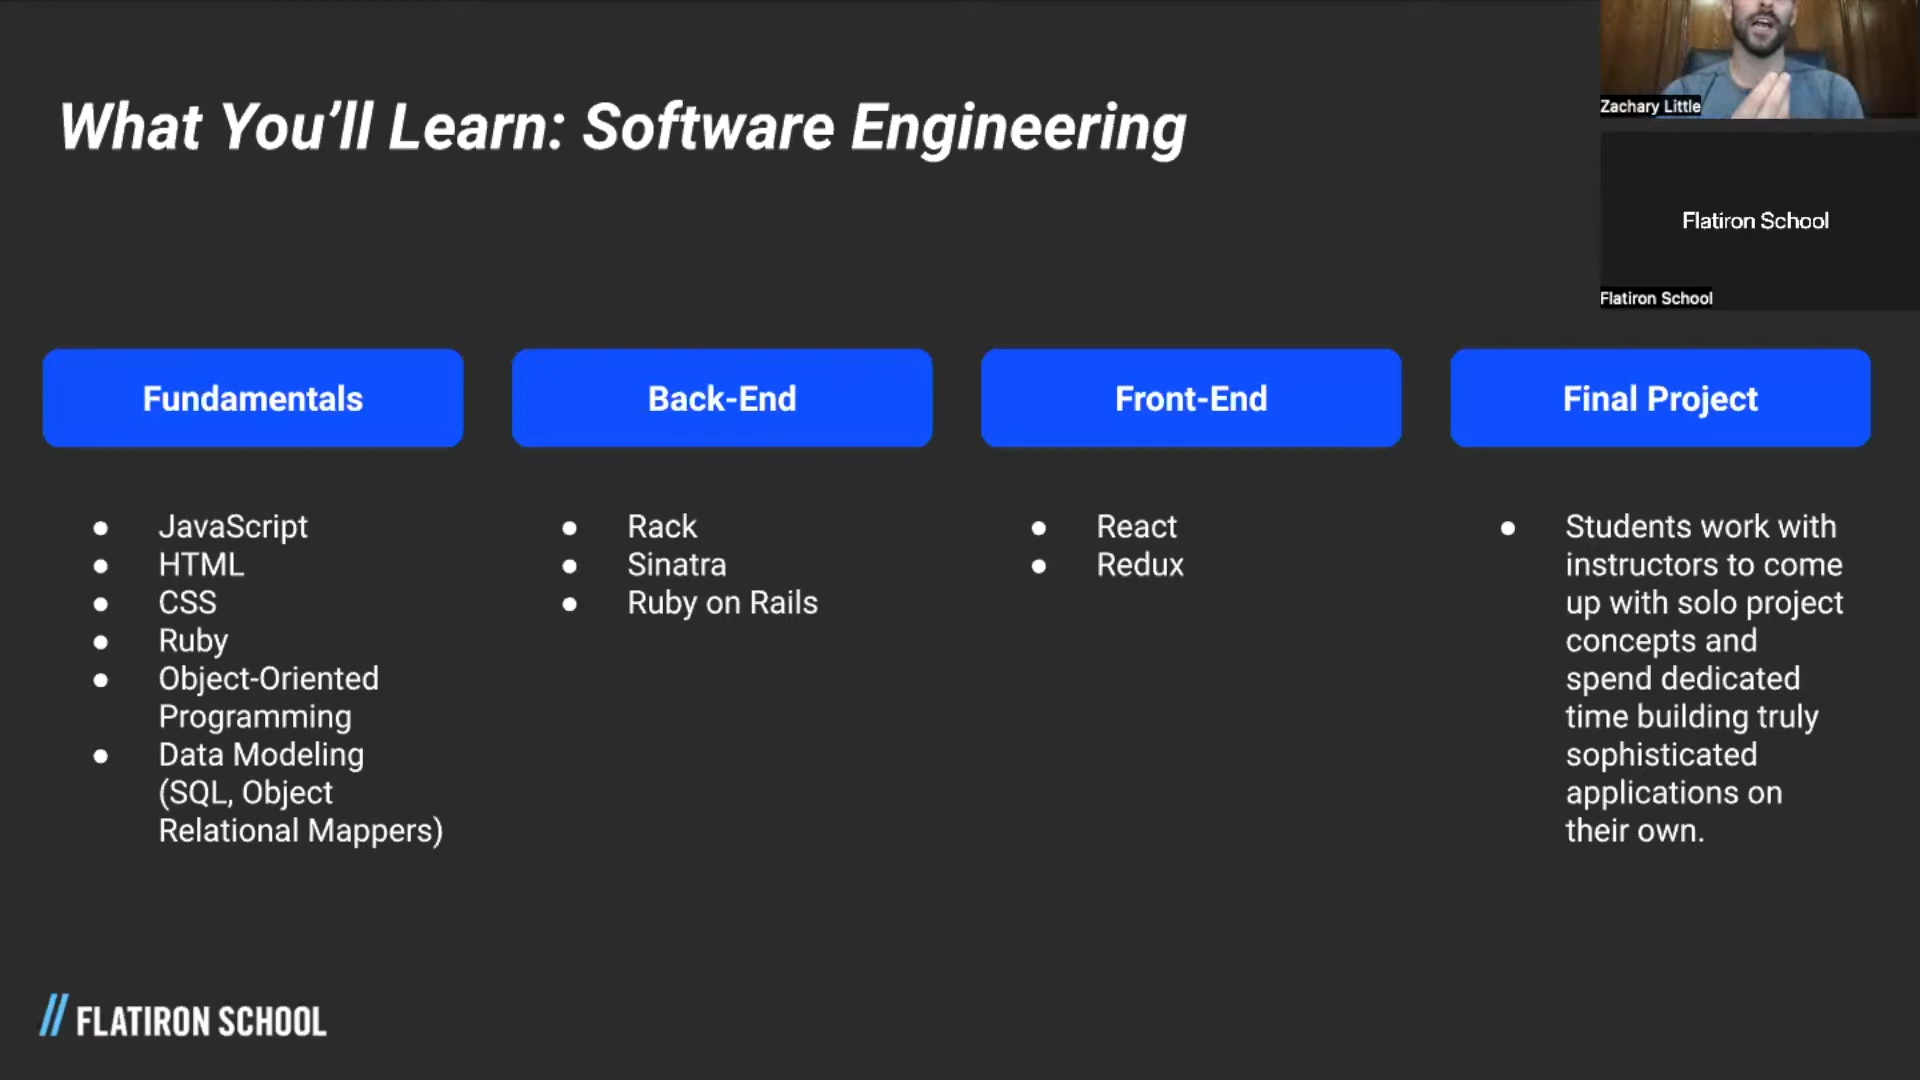 What You'll Learn: Software Engineering
Zachary Little
Flatiron School
Flatiron School
Fundamentals
JavaScript
HTML
CSS
Ruby
Object-Oriented
Programming
Data Modeling
(SQL, Object
Relational Mappers)
Back-End
Rack
Sinatra
Ruby on Rails
Front-End
React
Redux
Final Project
Students work with
instructors to come
up with solo project
concepts and
spend dedicated
time building truly
sophisticated
applications on
their own.
// FLATIRON SCHOOL